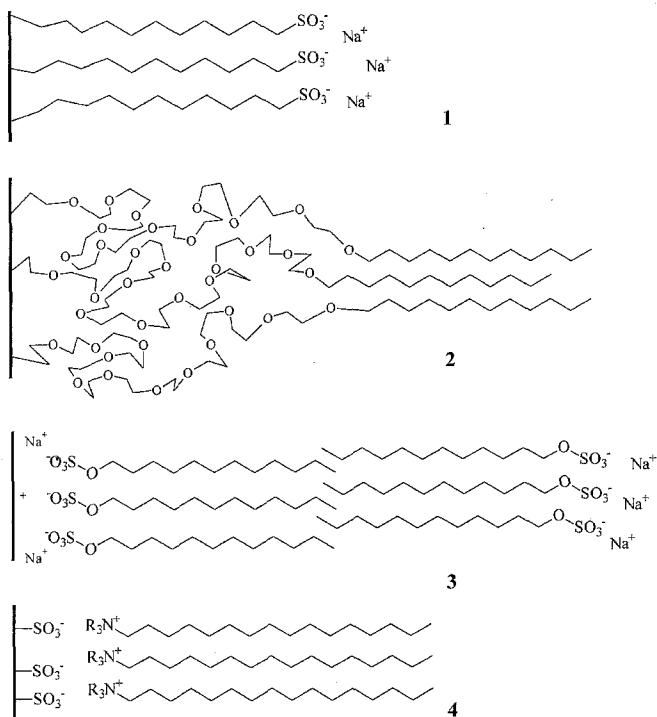 SO₃⁻ Na⁺
SO₃⁻ Na⁺
SO₃⁻ Na⁺
1
O O O
O O
O O O O
O O O O O
O O O
O O O O
O O O O
O O O O O
O O
O O O
O O
O O O
2
Na⁺
⁻O₃S O O SO₃⁻ Na⁺
+ ⁻O₃S O O SO₃⁻ Na⁺
⁻O₃S O O SO₃⁻ Na⁺
Na⁺
3
SO₃⁻ R₃N⁺
SO₃⁻ R₃N⁺
SO₃⁻ R₃N⁺
4